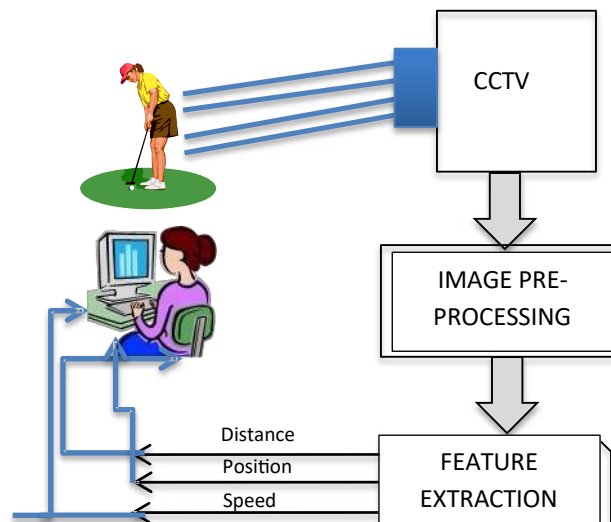 CCTV
IMAGE PRE-
PROCESSING
Distance
Position
Speed
FEATURE
EXTRACTION